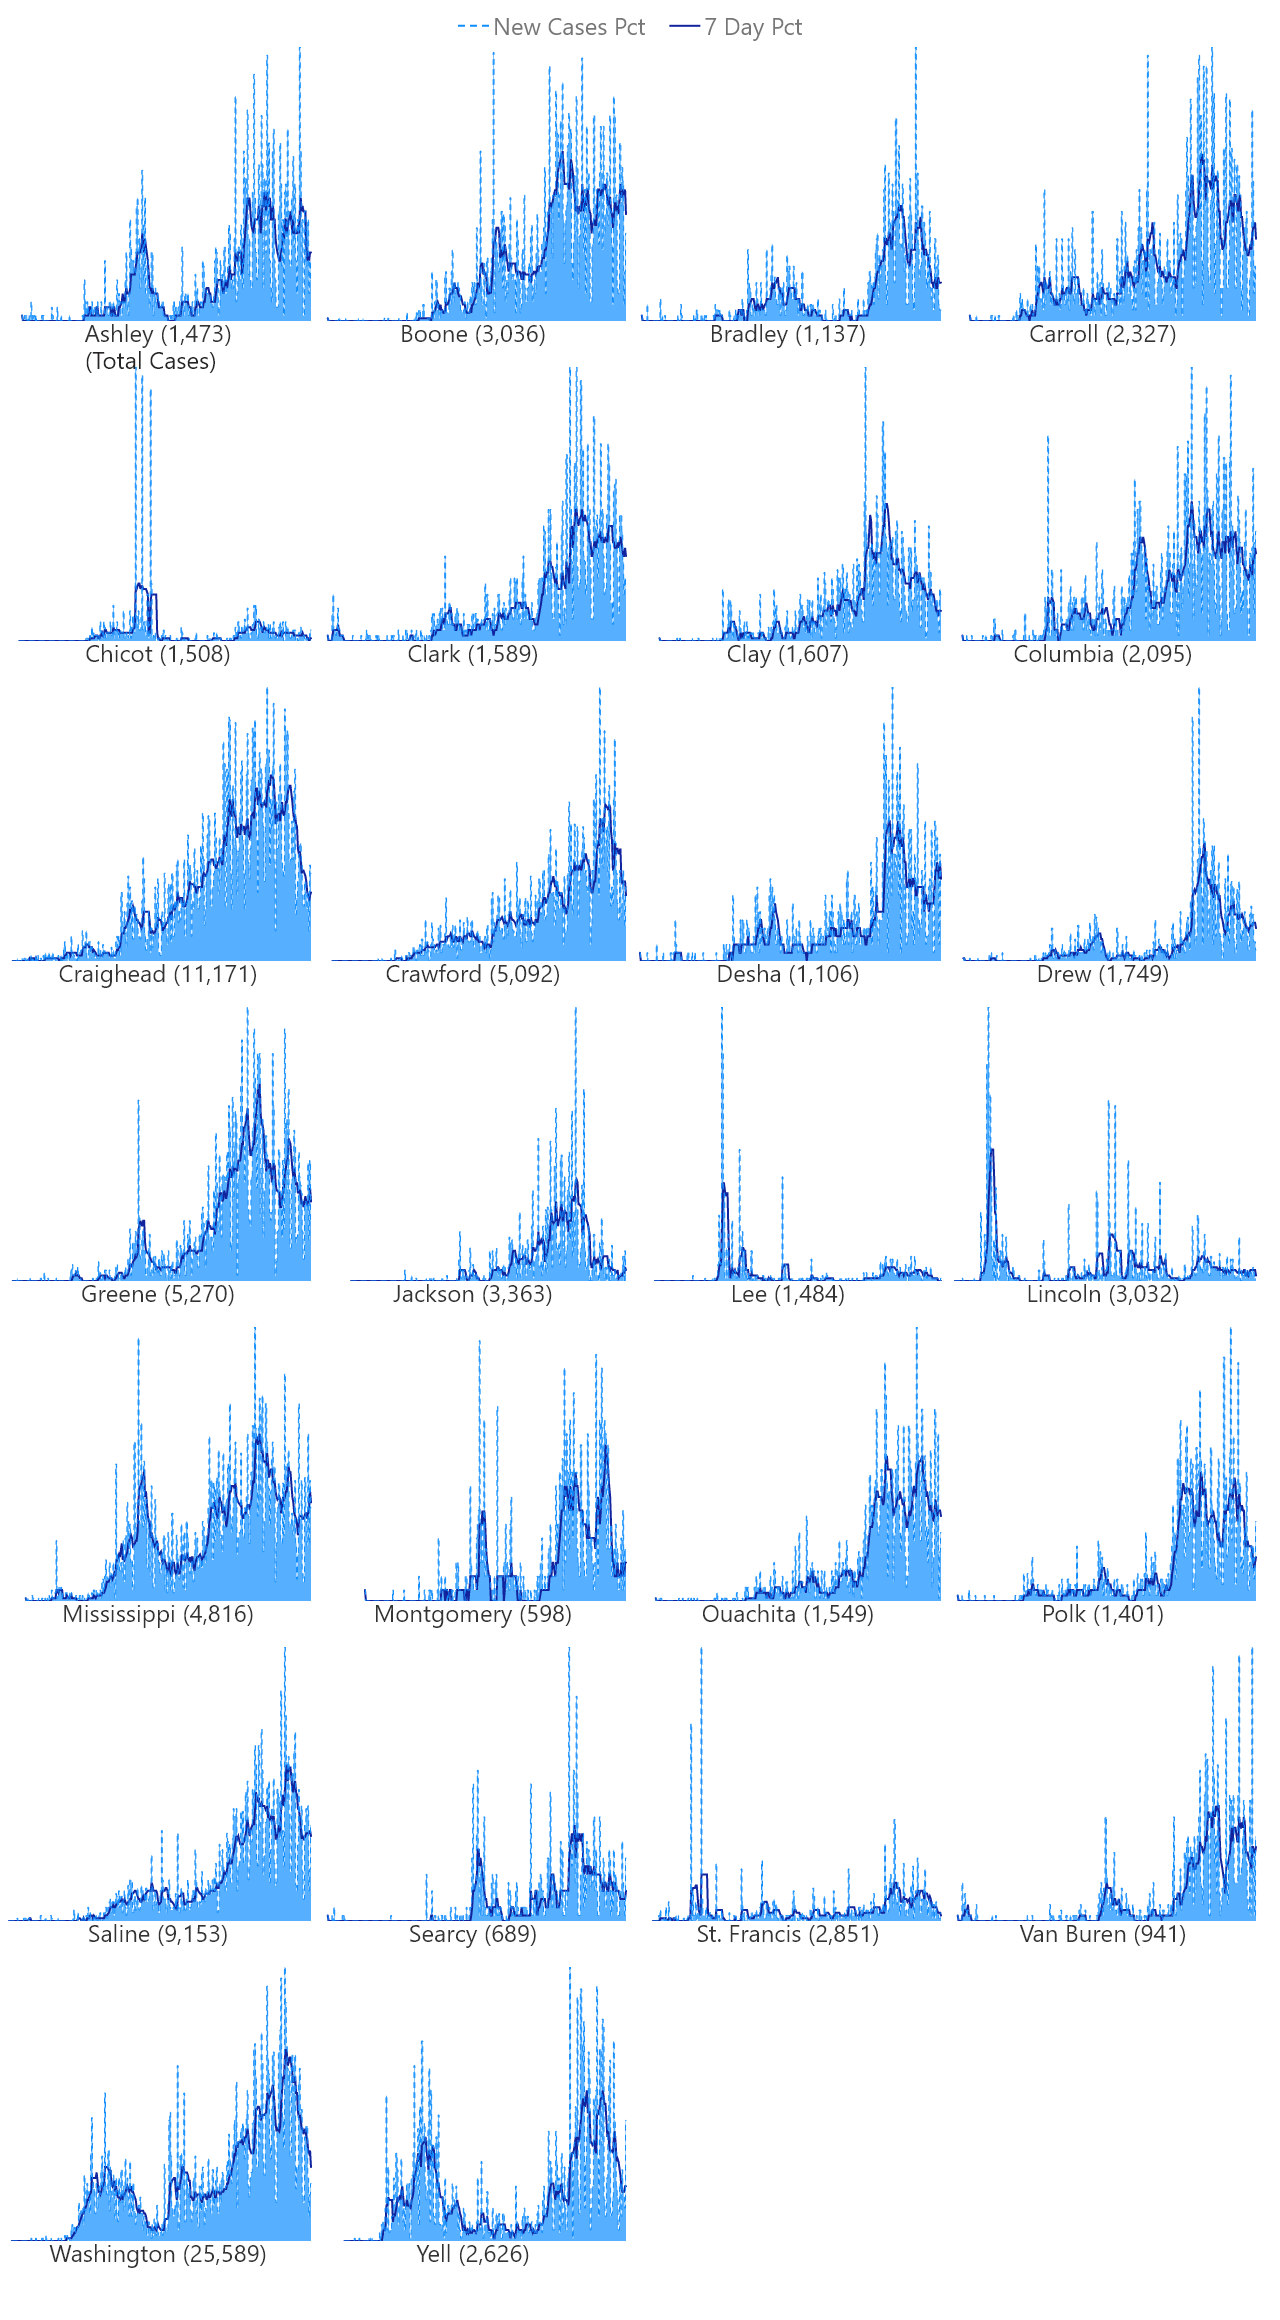 New Cases Pct 7 Day Pct
Ashley (1,473) Boone (3,036) Bradley (1,137) Carroll (2,327)
(Total Cases)
Chicot (1,508) Clark (1,589) Clay (1,607) Columbia (2,095)
Craighead (11,171) Crawford (5,092) Desha (1,106) Drew (1,749)
Greene (5,270) Jackson (3,363) Lee (1,484) Lincoln (3,032)
Mississippi (4,816) Montgomery (598) Ouachita (1,549) Polk (1,401)
Saline (9,153) Searcy (689) St. Francis (2,851) Van Buren (941)
Washington (25,589) Yell (2,626)